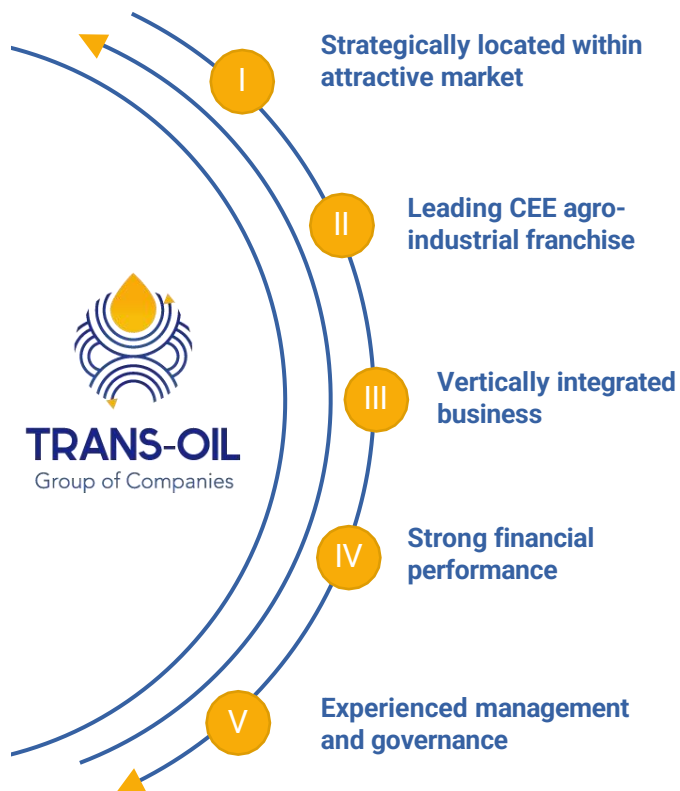 I
Strategically located within
attractive market
II
Leading CEE agro-
industrial franchise
TRANS-OIL
Group of Companies
III
Vertically integrated
business
IV
Strong financial
performance
V
Experienced management
and governance